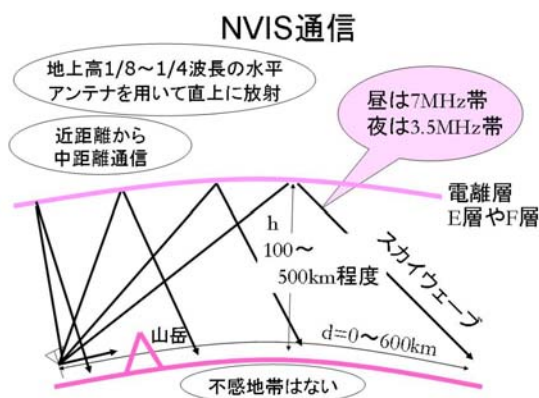 NVIS通信
地上高1/8～1/4波長の水平
アンテナを用いて直上に放射
昼は7MHz帯
夜は3.5MHz帯
近距離から
中距離通信
電離層
E層やF層
h
100～
500km程度
スカイウェーブ
山岳
d=0～600km
不感地帯はない